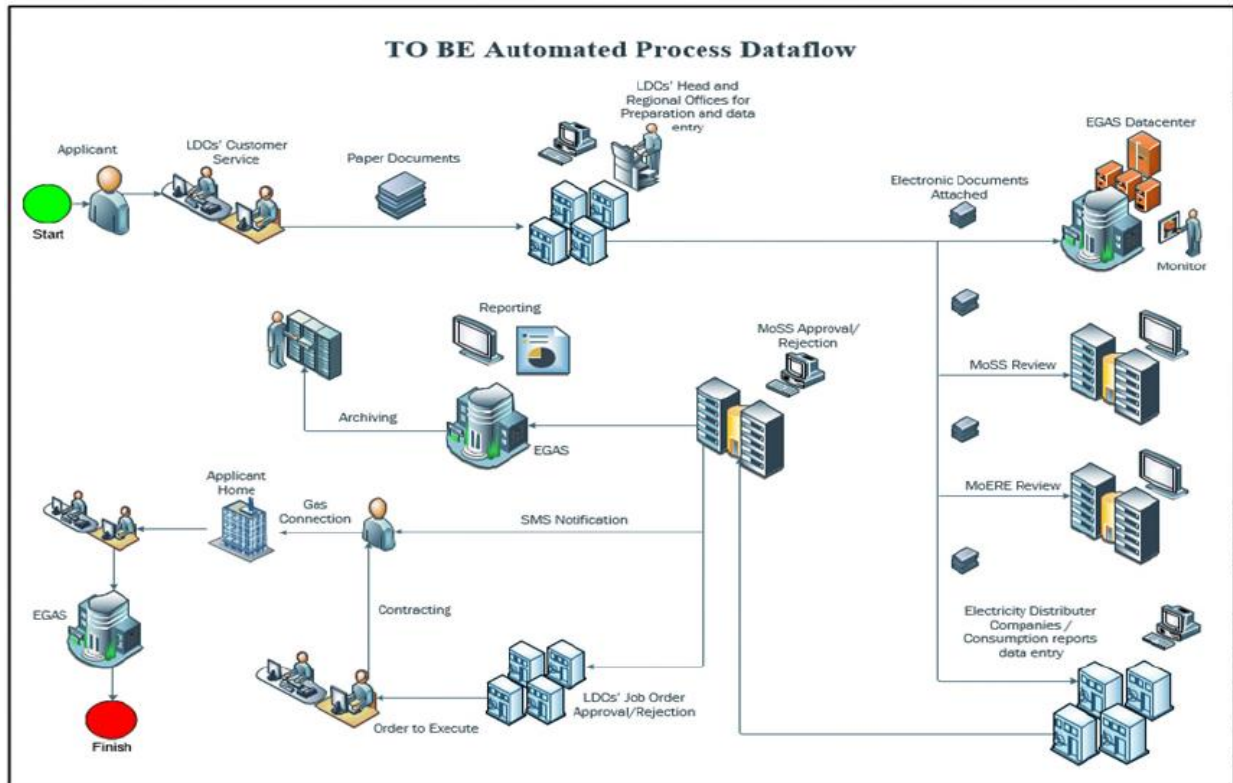 TO BE Automated Process Dataflow
LDCs' Head and
Regional Offices for
Preparation and data
entry
EGAS Datacenter
Applicant
LDCs' Customer
Service
Paper Documents
Electronic Documents
Attached
Start
Monitor
Reporting
MoSS Approval/
Rejection
MoSS Review
Archiving
EGAS
Applicant
Home
Gas
Connection
SMS Notification
MoERE Review
EGAS
Contracting
Electricity Distributer
Companies /
Consumption reports
data entry
LDCs' Job Order
Approval/Rejection
Order to Execute
Finish